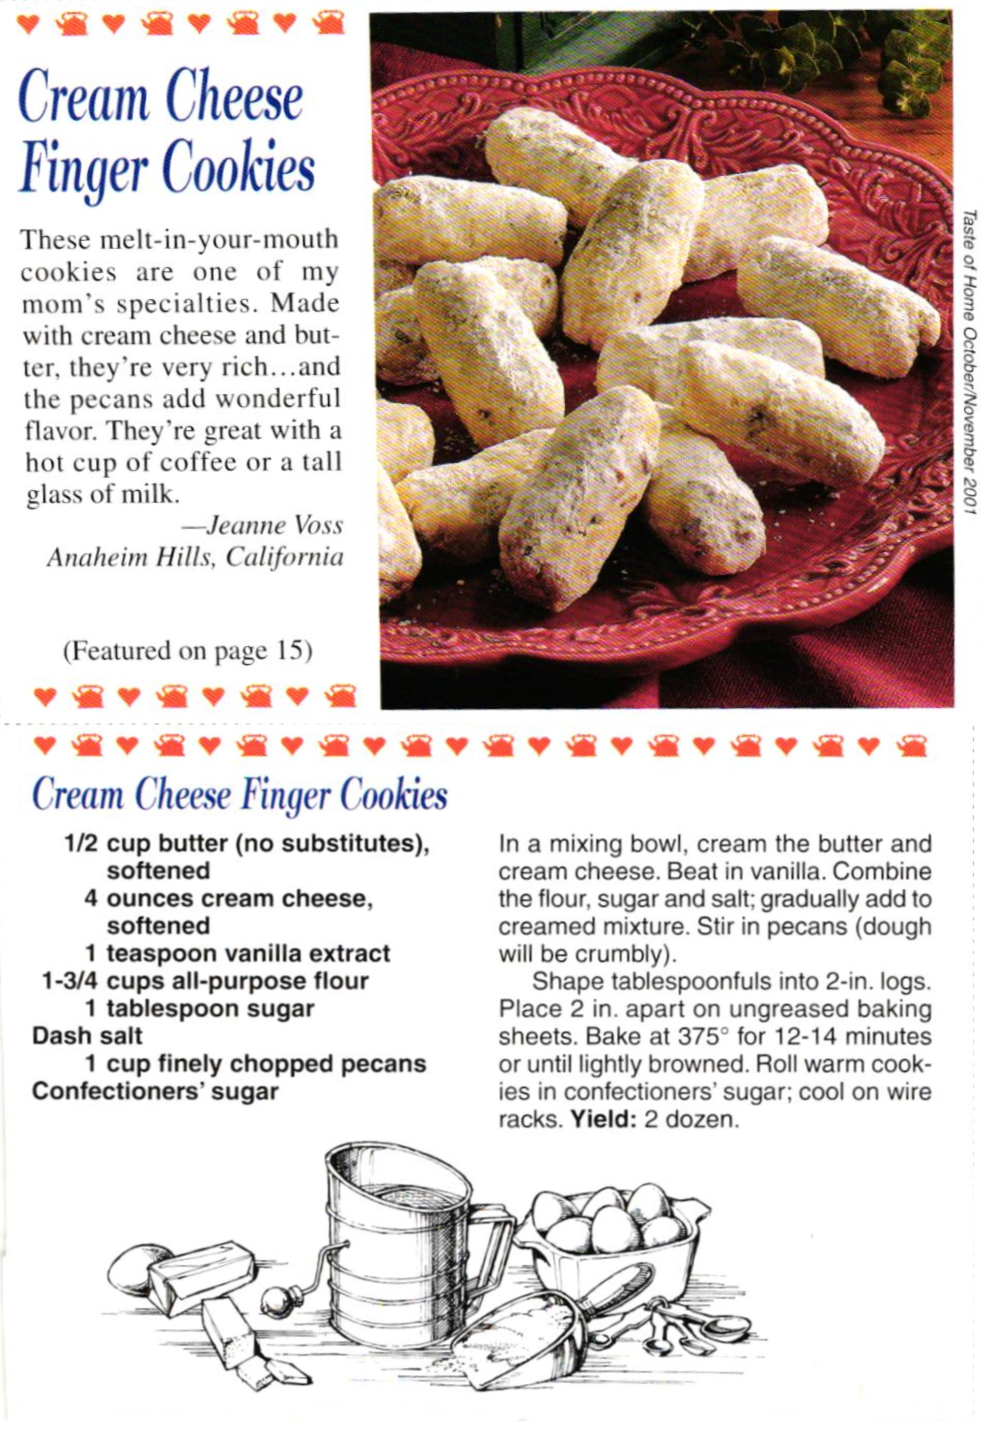 Cream Cheese
Finger Cookies
These melt-in-your-mouth
cookies are one of my
mom's specialties. Made
with cream cheese and but-
ter, they're very rich...and
the pecans add wonderful
flavor. They're great with a
hot cup of coffee or a tall
glass of milk.
—Jeanne Voss
Anaheim Hills, California
(Featured on page 15)
Taste of Home October/November 2001
Cream Cheese Finger Cookies
1/2 cup butter (no substitutes),
softened
4 ounces cream cheese,
softened
1 teaspoon vanilla extract
1-3/4 cups all-purpose flour
1 tablespoon sugar
Dash salt
1 cup finely chopped pecans
Confectioners' sugar
In a mixing bowl, cream the butter and
cream cheese. Beat in vanilla. Combine
the flour, sugar and salt; gradually add to
creamed mixture. Stir in pecans (dough
will be crumbly).
Shape tablespoonfuls into 2-in. logs.
Place 2 in. apart on ungreased baking
sheets. Bake at 375° for 12-14 minutes
or until lightly browned. Roll warm cook-
ies in confectioners' sugar; cool on wire
racks. Yield: 2 dozen.